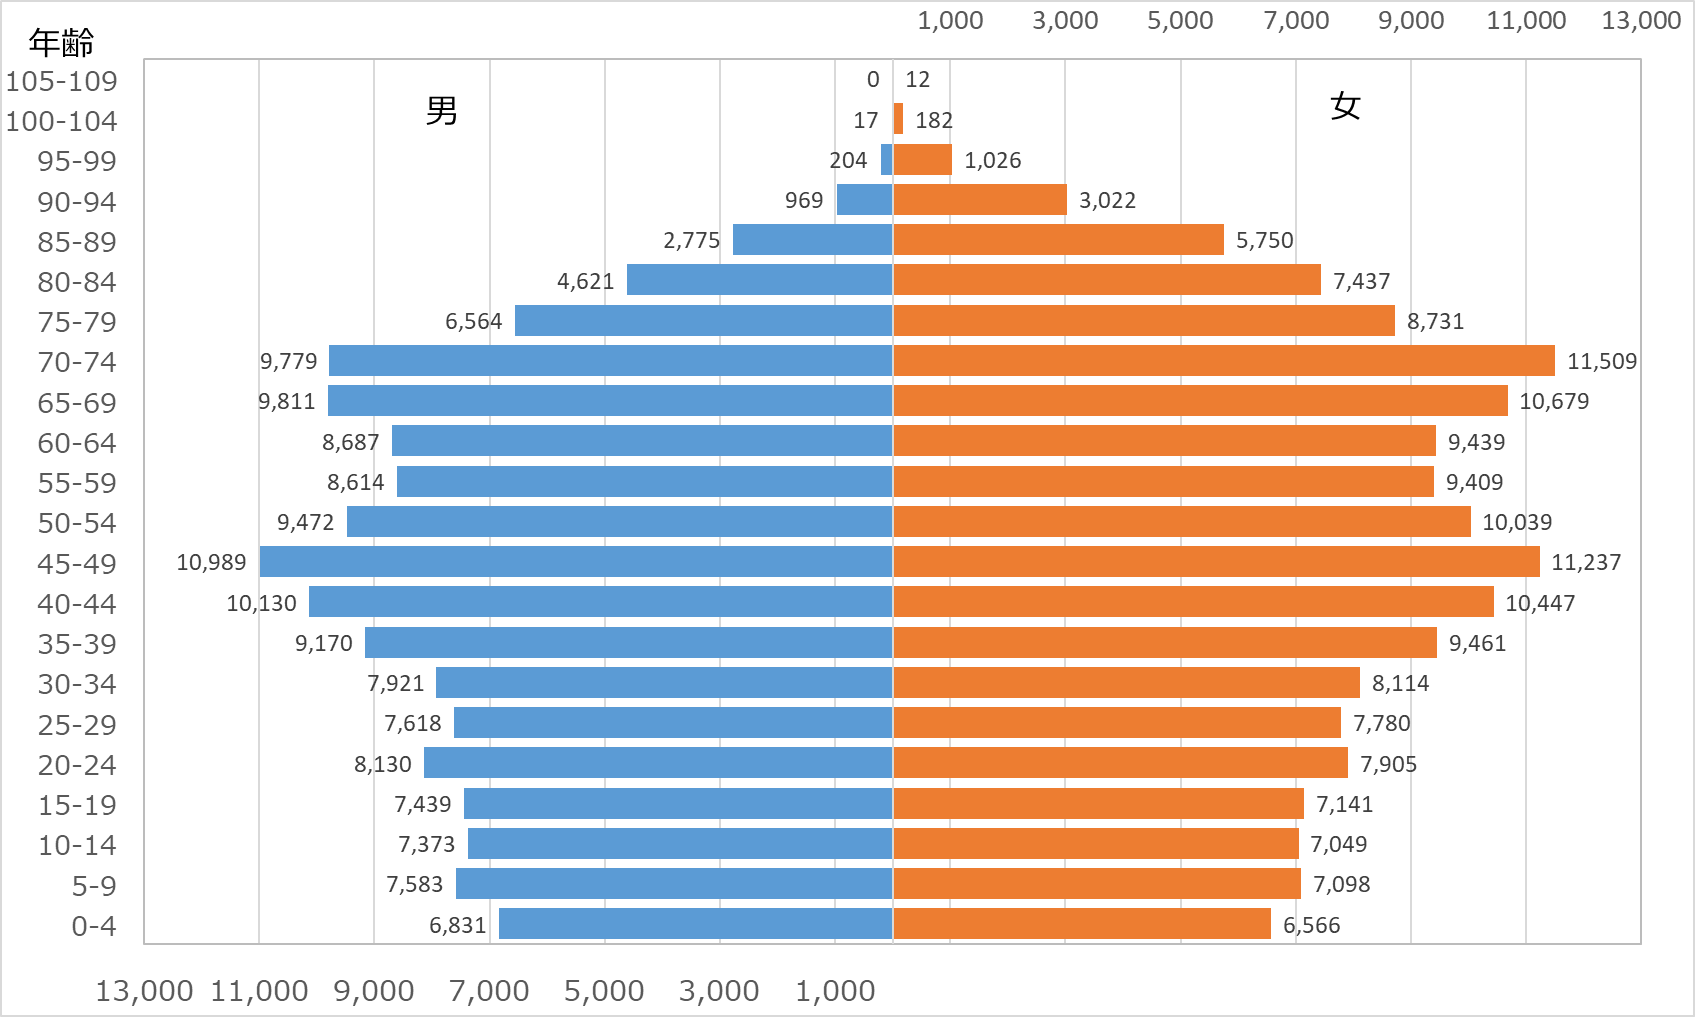 1,000 3,000 5,000 7,000 9,000 11,000 13,000
年齢
105-109 0 12
男 女
100-104 17 182
95-99 204 1,026
90-94 969 3,022
85-89 2,775 5,750
80-84 4,621 7,437
75-79 6,564 8,731
70-74 9,779 11,509
65-69 9,811 10,679
60-64 8,687 9,439
55-59 8,614 9,409
50-54 9,472 10,039
45-49 10,989 11,237
40-44 10,130 10,447
35-39 9,170 9,461
30-34 7,921 8,114
25-29 7,618 7,780
20-24 8,130 7,905
15-19 7,439 7,141
10-14 7,373 7,049
5-9 7,583 7,098
0-4 6,831 6,566
13,000 11,000 9,000 7,000 5,000 3,000 1,000